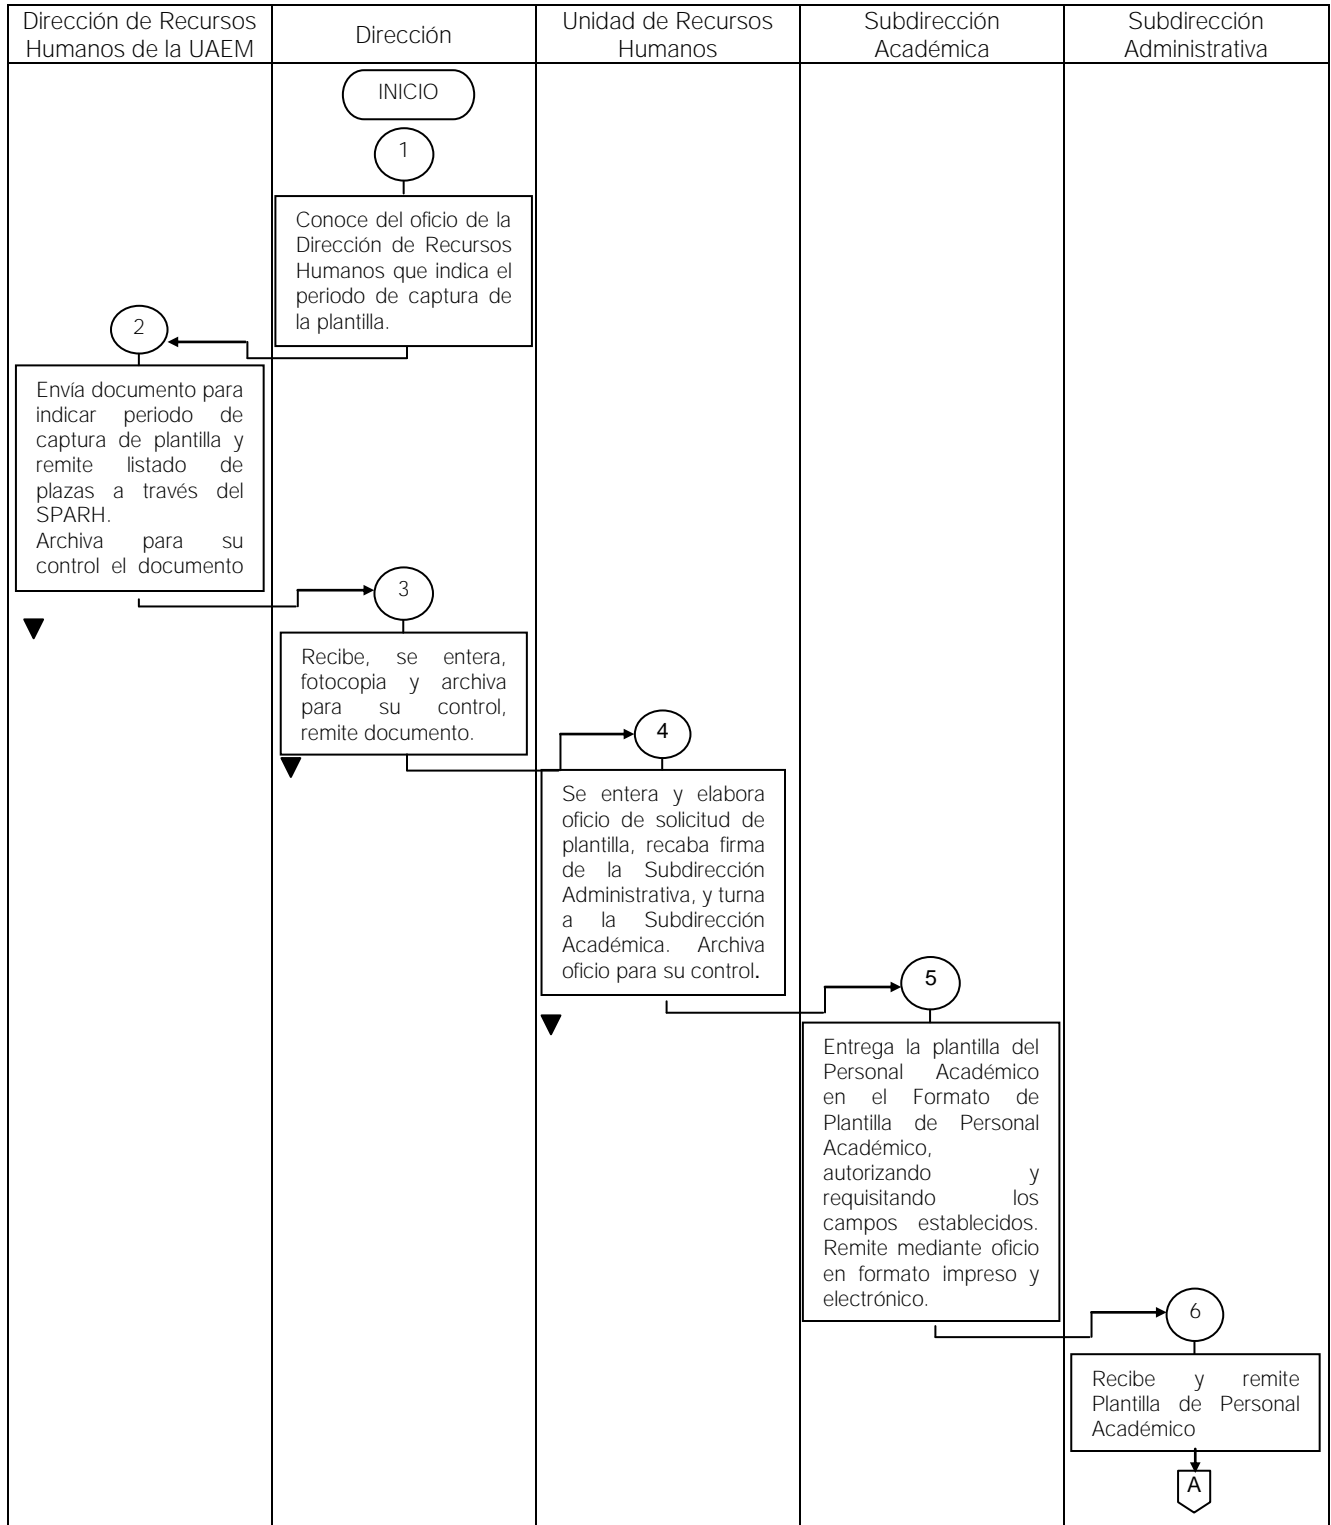 Dirección de Recursos
Humanos de la UAEM
Dirección
Unidad de Recursos
Humanos
Subdirección
Académica
Subdirección
Administrativa
INICIO
1
Conoce del oficio de la
Dirección de Recursos
Humanos que indica el
periodo de captura de
la plantilla.
2
Envía documento para
indicar periodo de
captura de plantilla y
remite listado de
plazas a través del
SPARH.
Archiva para su
control el documento
3
Recibe, se entera,
fotocopia y archiva
para su control,
remite documento.
4
Se entera y elabora
oficio de solicitud de
plantilla, recaba firma
de la Subdirección
Administrativa, y turna
a la Subdirección
Académica. Archiva
oficio para su control.
5
Entrega la plantilla del
Personal Académico
en el Formato de
Plantilla de Personal
Académico,
autorizando y
requisitando los
campos establecidos.
Remite mediante oficio
en formato impreso y
electrónico.
6
Recibe y remite
Plantilla de Personal
Académico
A